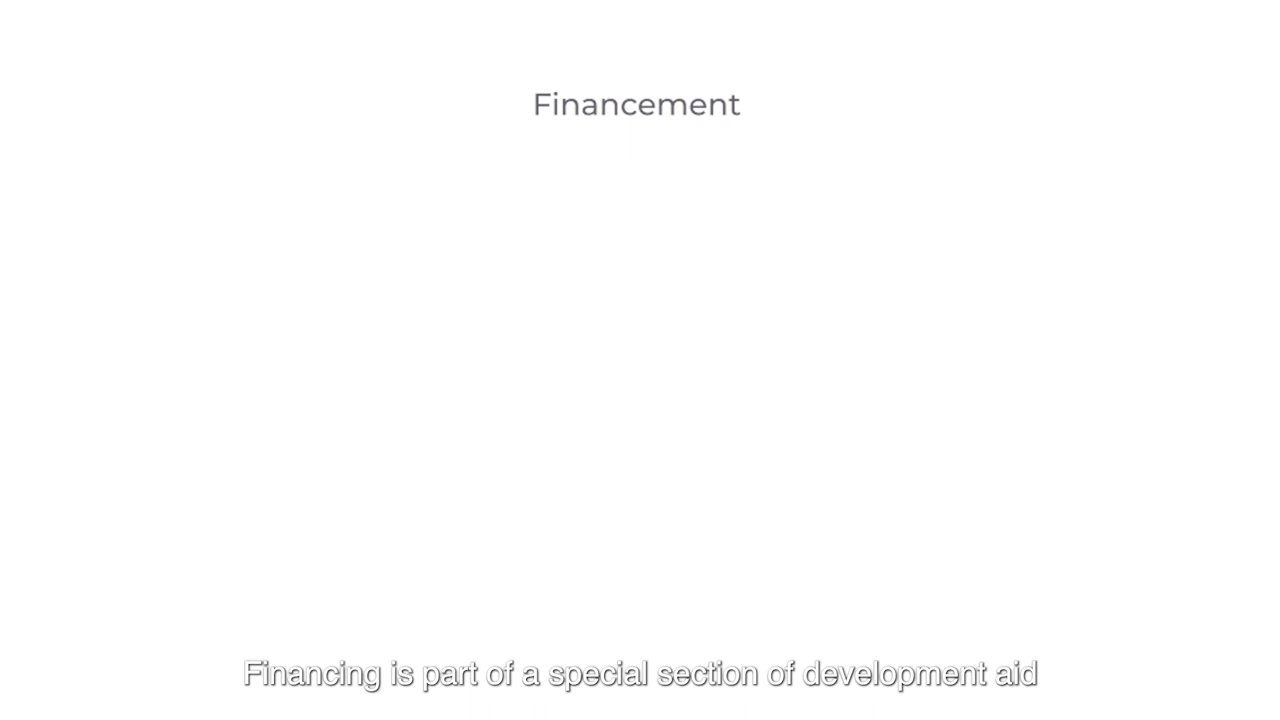 Financement
Financing is part of a special section of development aid